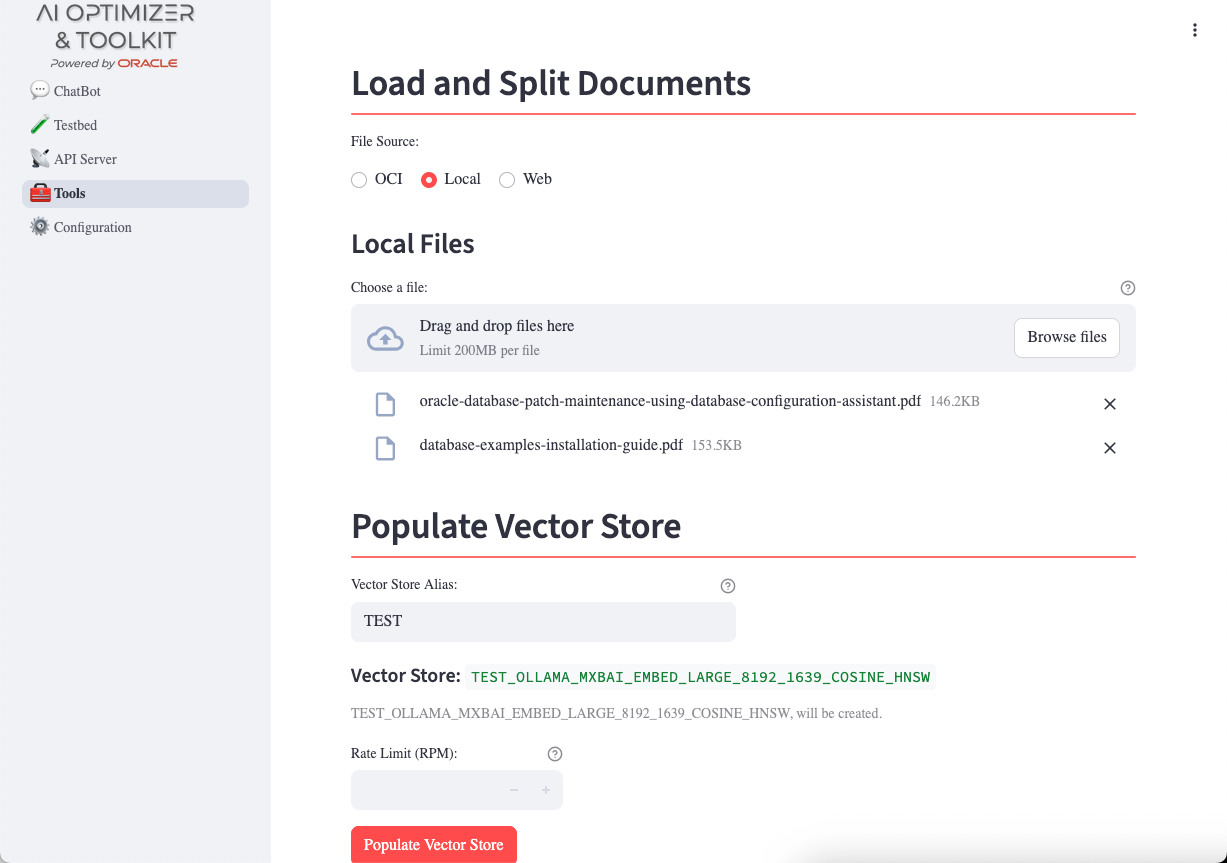 AI OPTIMIZER
& TOOLKIT
Powered by ORACLE
ChatBot
Testbed
API Server
Tools
Configuration
Load and Split Documents
File Source:
OCI Local Web
Local Files
Choose a file:
Drag and drop files here
Limit 200MB per file
Browse files
oracle-database-patch-maintenance-using-database-configuration-assistant.pdf 146.2KB
database-examples-installation-guide.pdf 153.5KB
Populate Vector Store
Vector Store Alias:
TEST
Vector Store: TEST_OLLAMA_MXBAI_EMBED_LARGE_8192_1639_COSINE_HNSW
TEST_OLLAMA_MXBAI_EMBED_LARGE_8192_1639_COSINE_HNSW, will be created.
Rate Limit (RPM):
Populate Vector Store